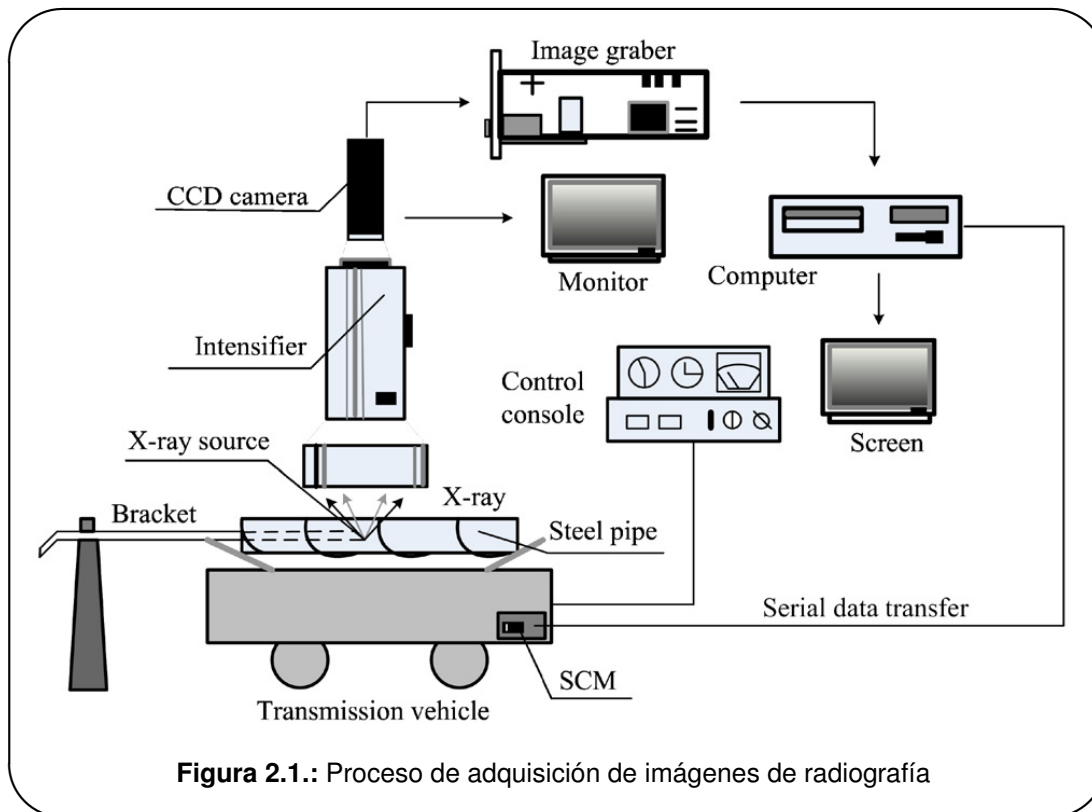 Image graber
CCD camera
Monitor
Computer
Intensifier
Control
console
Screen
X-ray source
X-ray
Bracket
Steel pipe
Serial data transfer
SCM
Transmission vehicle
Figura 2.1.: Proceso de adquisición de imágenes de radiografía